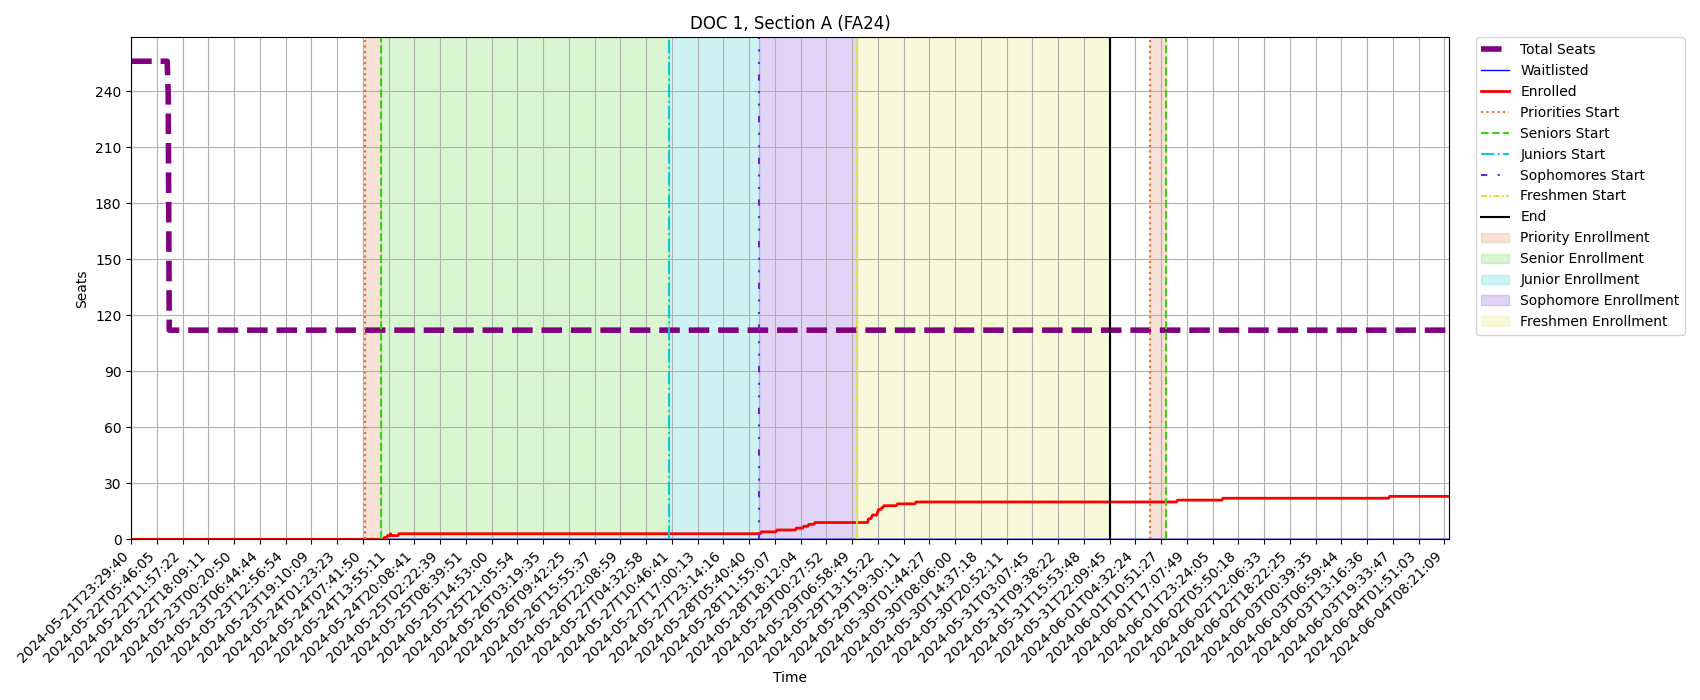 DOC 1, Section A (FA24)
Seats
240
210
180
150
120
90
60
30
0
2024-05-21T23:29:40
2024-05-22T05:46:05
2024-05-22T11:57:22
2024-05-22T18:09:11
2024-05-23T00:20:50
2024-05-23T06:44:44
2024-05-23T12:56:54
2024-05-23T19:10:09
2024-05-24T01:23:23
2024-05-24T07:41:50
2024-05-24T13:55:11
2024-05-24T20:08:41
2024-05-25T02:22:39
2024-05-25T08:39:51
2024-05-25T14:53:00
2024-05-25T21:05:54
2024-05-26T03:19:35
2024-05-26T09:42:25
2024-05-26T15:55:37
2024-05-26T22:08:59
2024-05-27T04:32:58
2024-05-27T10:46:41
2024-05-27T17:00:13
2024-05-27T23:14:16
2024-05-28T05:40:40
2024-05-28T11:55:07
2024-05-28T18:12:04
2024-05-29T00:27:52
2024-05-29T06:58:49
2024-05-29T13:15:22
2024-05-29T19:30:11
2024-05-30T01:44:27
2024-05-30T08:06:00
2024-05-30T14:37:18
2024-05-30T20:52:11
2024-05-31T03:07:45
2024-05-31T09:38:22
2024-05-31T15:53:48
2024-05-31T22:09:45
2024-06-01T04:32:24
2024-06-01T10:51:27
2024-06-01T17:07:49
2024-06-01T23:24:05
2024-06-02T05:50:18
2024-06-02T12:06:33
2024-06-02T18:22:25
2024-06-03T00:39:35
2024-06-03T06:59:44
2024-06-03T13:16:36
2024-06-03T19:33:47
2024-06-04T01:51:03
2024-06-04T08:21:09
Time
Total Seats
Waitlisted
Enrolled
Priorities Start
Seniors Start
Juniors Start
Sophomores Start
Freshmen Start
End
Priority Enrollment
Senior Enrollment
Junior Enrollment
Sophomore Enrollment
Freshmen Enrollment